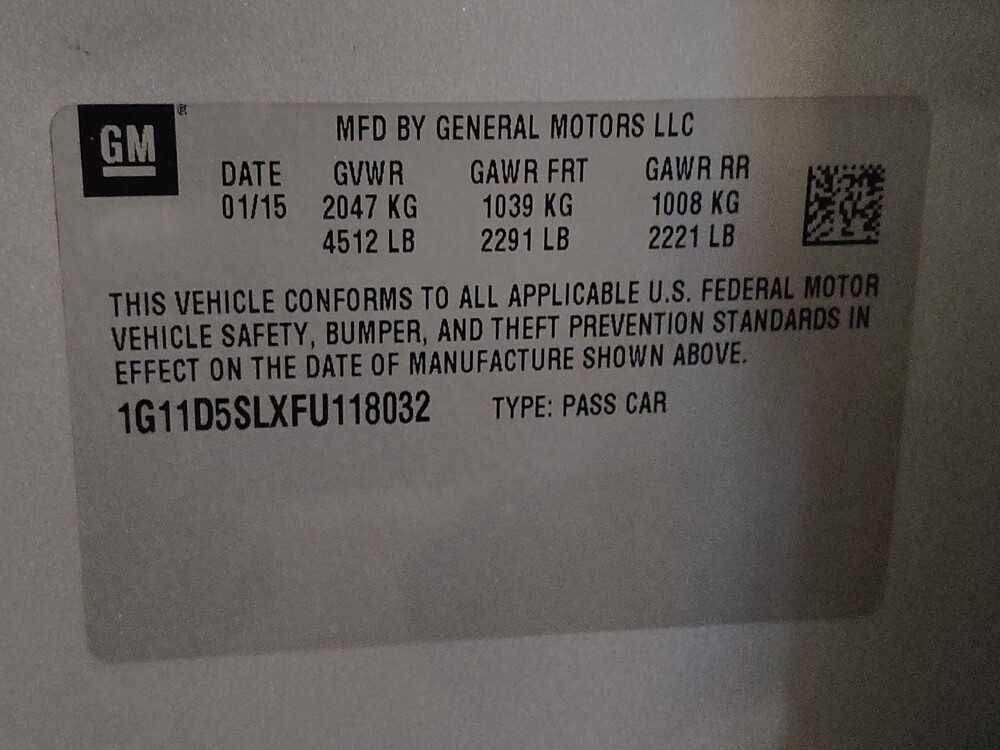 GM®
MFD BY GENERAL MOTORS LLC
DATE GVWR GAWR FRT GAWR RR
01/15 2047 KG 1039 KG 1008 KG
4512 LB 2291 LB 2221 LB
THIS VEHICLE CONFORMS TO ALL APPLICABLE U.S. FEDERAL MOTOR
VEHICLE SAFETY, BUMPER, AND THEFT PREVENTION STANDARDS IN
EFFECT ON THE DATE OF MANUFACTURE SHOWN ABOVE.
1G11D5SLXFU118032 TYPE: PASS CAR